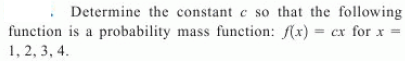 . Determine the constant c so that the following
function is a probability mass function: f(x) = cx for x =
1, 2, 3, 4.